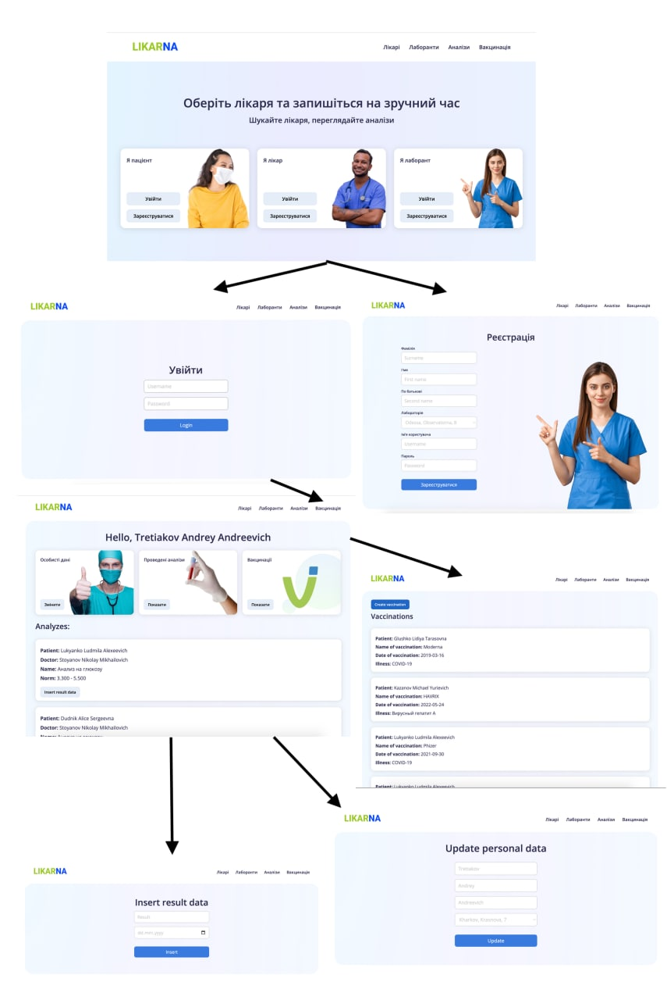 LIKARNA
Лікарі Лаборанти Аналізи Вакцинація
Оберіть лікаря та запишіться на зручний час
Шукайте лікаря, переглядайте аналізи
Я пацієнт
Увійти
Зареєструватися
Я лікар
Увійти
Зареєструватися
Я лаборант
Увійти
Зареєструватися
LIKARNA
Лікарі Лаборанти Аналізи Вакцинація
Увійти
Username
Password
Login
LIKARNA
Лікарі Лаборанти Аналізи Вакцинація
Реєстрація
Фамілія
Surname
Імя
First name
По батькові
Second name
Лабораторія
Odessa, Observatorna, 8
Ім'я користувача
Username
Пароль
Password
Зареєструватися
LIKARNA
Лікарі Лаборанти Аналізи Вакцинація
Hello, Tretiakov Andrey Andreevich
Особисті дані
Змінити
Проведені аналізи
Показати
Вакцинації
Показати
Analyzes:
Patient: Lukyanko Ludmila Alexeevich
Doctor: Stoyanov Nikolay Mikhailovich
Name: Анализ на глюкозу
Norm: 3.300 - 5.500
Insert result data
Patient: Dudnik Alice Sergeevna
Doctor: Stoyanov Nikolay Mikhailovich
Name: Анализ на глюкозу
LIKARNA
Лікарі Лаборанти Аналізи Вакцинація
Create vaccination
Vaccinations
Patient: Glushko Lidiya Tarasovna
Name of vaccination: Moderna
Date of vaccination: 2019-03-16
Illness: COVID-19
Patient: Kazanov Michael Yurievich
Name of vaccination: HAVRIX
Date of vaccination: 2022-05-24
Illness: Вирусный гепатит А
Patient: Lukyanko Ludmila Alexeevich
Name of vaccination: Phizer
Date of vaccination: 2021-09-30
Illness: COVID-19
Patient: Lukyanko Ludmila Alexeevich
LIKARNA
Лікарі Лаборанти Аналізи Вакцинація
Insert result data
Result
dd.mm.yyyy
Insert
LIKARNA
Лікарі Лаборанти Аналізи Вакцинація
Update personal data
Tretiakov
Andrey
Andreevich
Kharkov, Krasnova, 7
Update